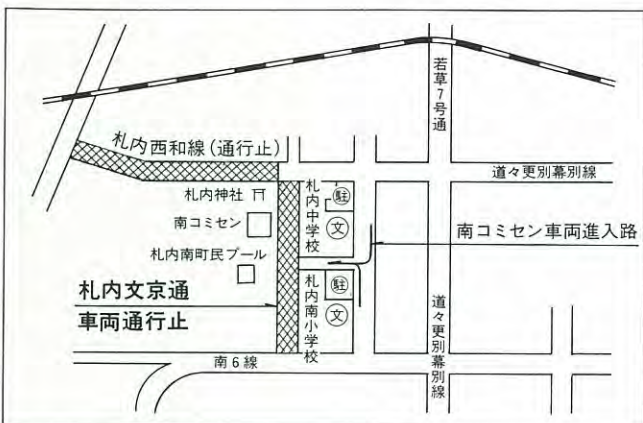 若草7号通
札内西和線(通行止)
道々更別幕別線
札内神社
札内中学校
駐
文
南コミセン
南コミセン車両進入路
札内南町民プール
札内文京通
車両通行止
札内南小学校
駐
文
道々更別幕別線
南6線